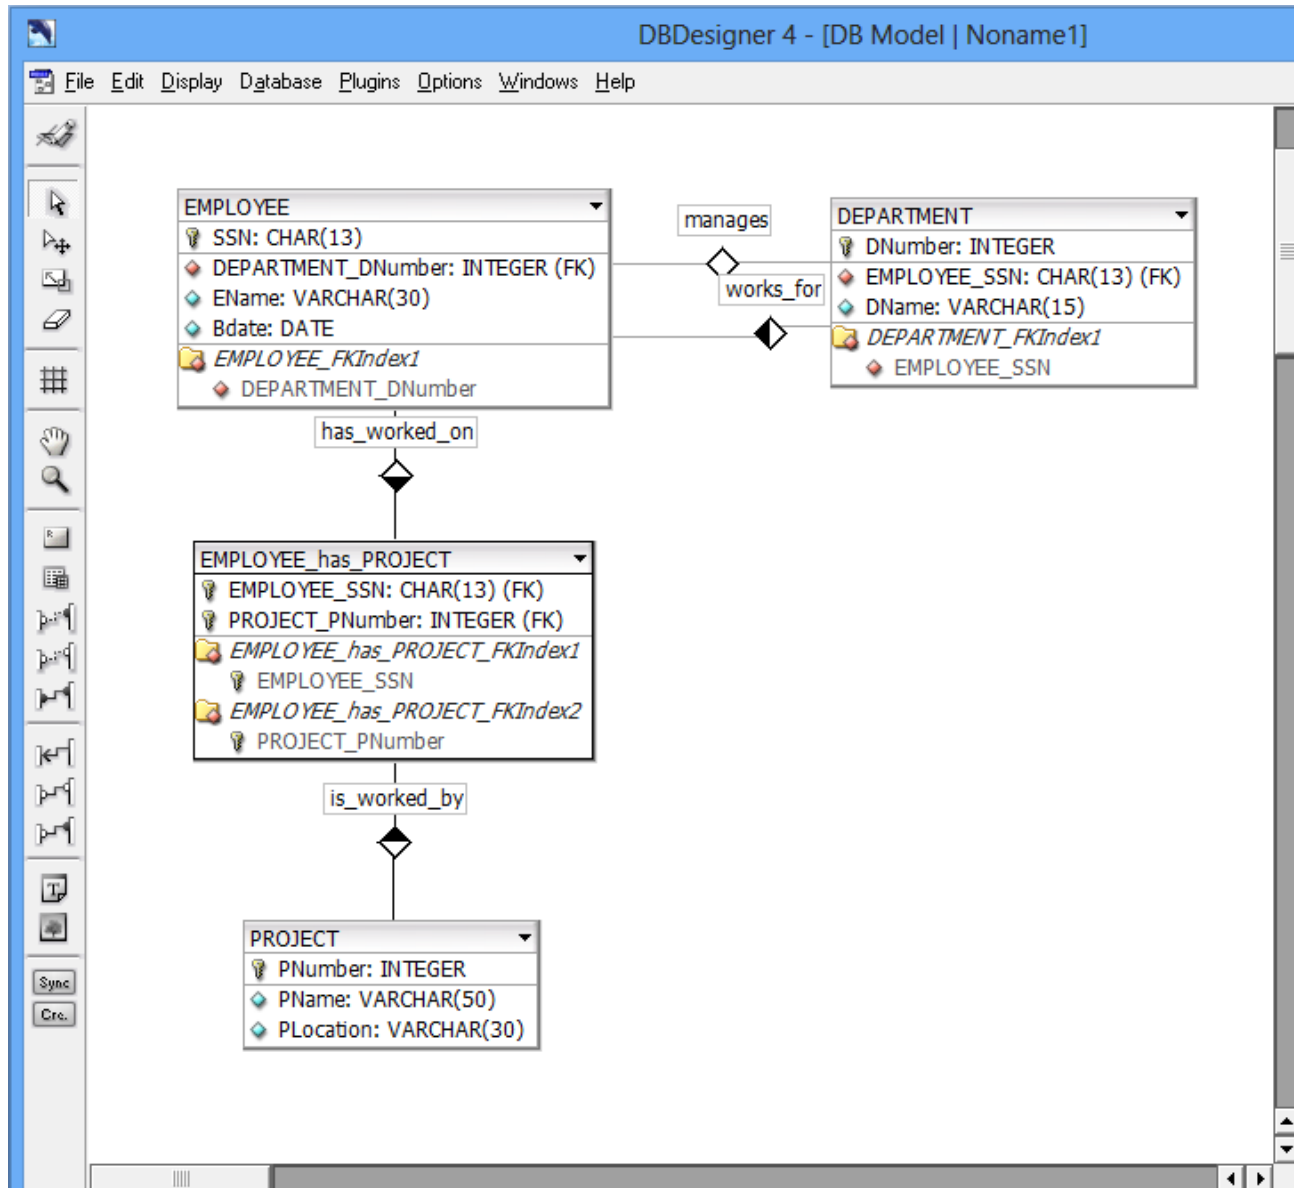 DBDesigner 4 - [DB Model | Noname1]
File Edit Display Database Plugins Options Windows Help
EMPLOYEE
SSN: CHAR(13)
DEPARTMENT_DNumber: INTEGER (FK)
EName: VARCHAR(30)
Bdate: DATE
EMPLOYEE_FKIndex1
DEPARTMENT_DNumber
manages
works_for
DEPARTMENT
DNumber: INTEGER
EMPLOYEE_SSN: CHAR(13) (FK)
DName: VARCHAR(15)
DEPARTMENT_FKIndex1
EMPLOYEE_SSN
has_worked_on
EMPLOYEE_has_PROJECT
EMPLOYEE_SSN: CHAR(13) (FK)
PROJECT_PNumber: INTEGER (FK)
EMPLOYEE_has_PROJECT_FKIndex1
EMPLOYEE_SSN
EMPLOYEE_has_PROJECT_FKIndex2
PROJECT_PNumber
is_worked_by
PROJECT
PNumber: INTEGER
PName: VARCHAR(50)
PLocation: VARCHAR(30)
Sync
Cre.